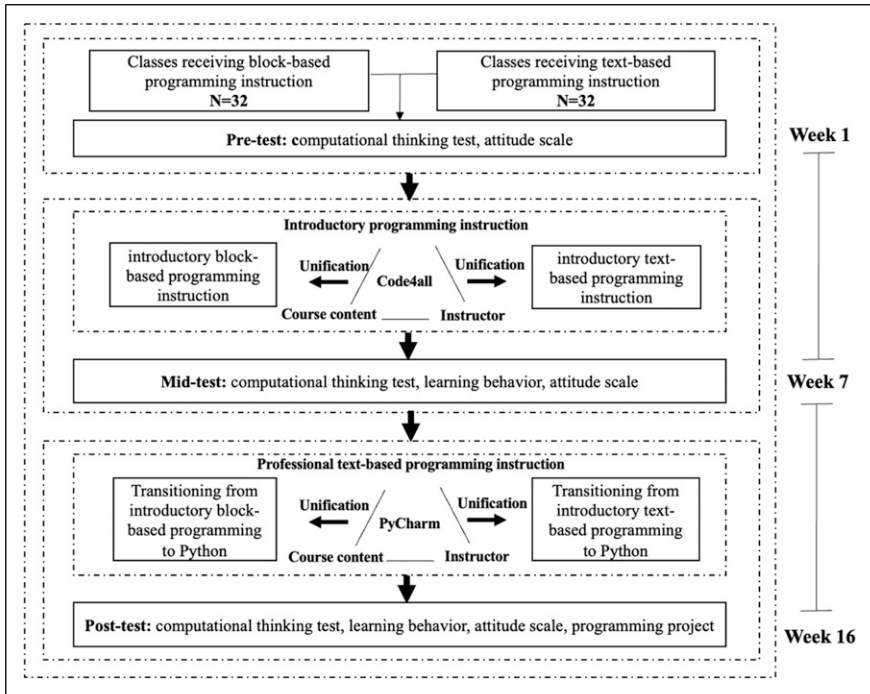 Classes receiving block-based
programming instruction
N=32
Classes receiving text-based
programming instruction
N=32
Pre-test: computational thinking test, attitude scale
Week 1
Introductory programming instruction
introductory block-
based programming
instruction
Unification
Code4all
Unification
introductory text-
based programming
instruction
Course content
Instructor
Mid-test: computational thinking test, learning behavior, attitude scale
Week 7
Professional text-based programming instruction
Transitioning from
introductory block-
based programming
to Python
Unification
PyCharm
Unification
Transitioning from
introductory text-
based programming
to Python
Course content
Instructor
Post-test: computational thinking test, learning behavior, attitude scale, programming project
Week 16